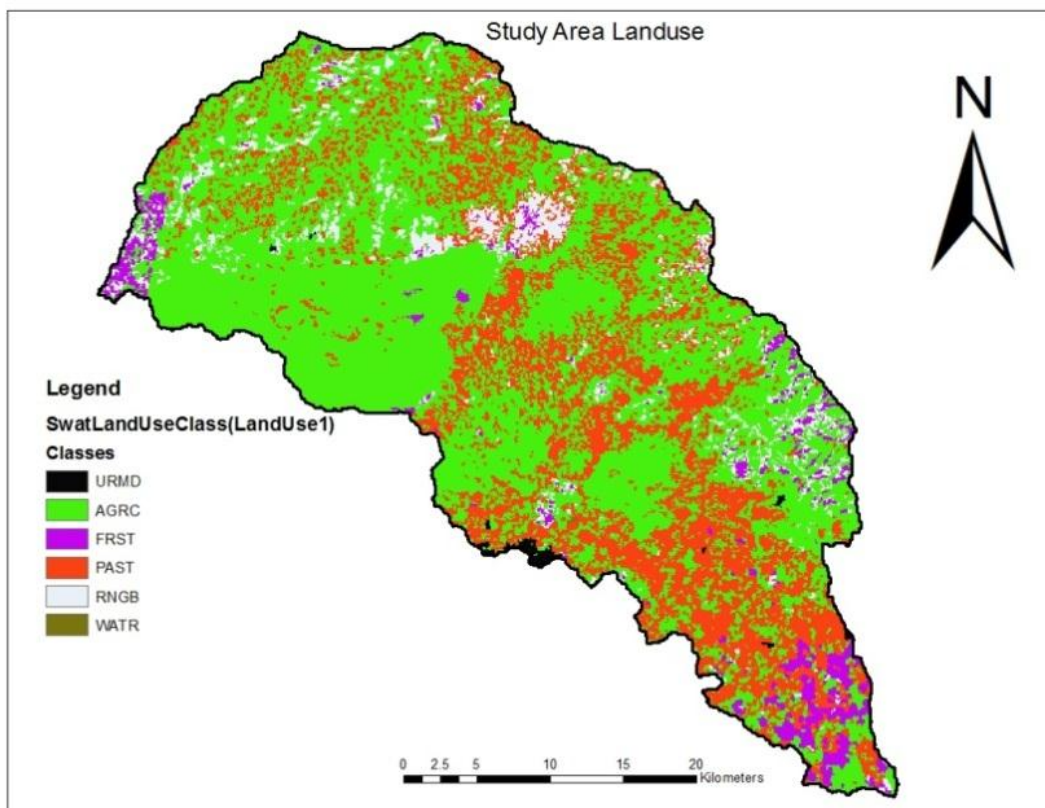 Study Area Landuse
N
Legend
SwatLandUseClass(LandUse1)
Classes
URMD
AGRC
FRST
PAST
RNGB
WATR
0 2.5 5 10 15 20
Kilometers